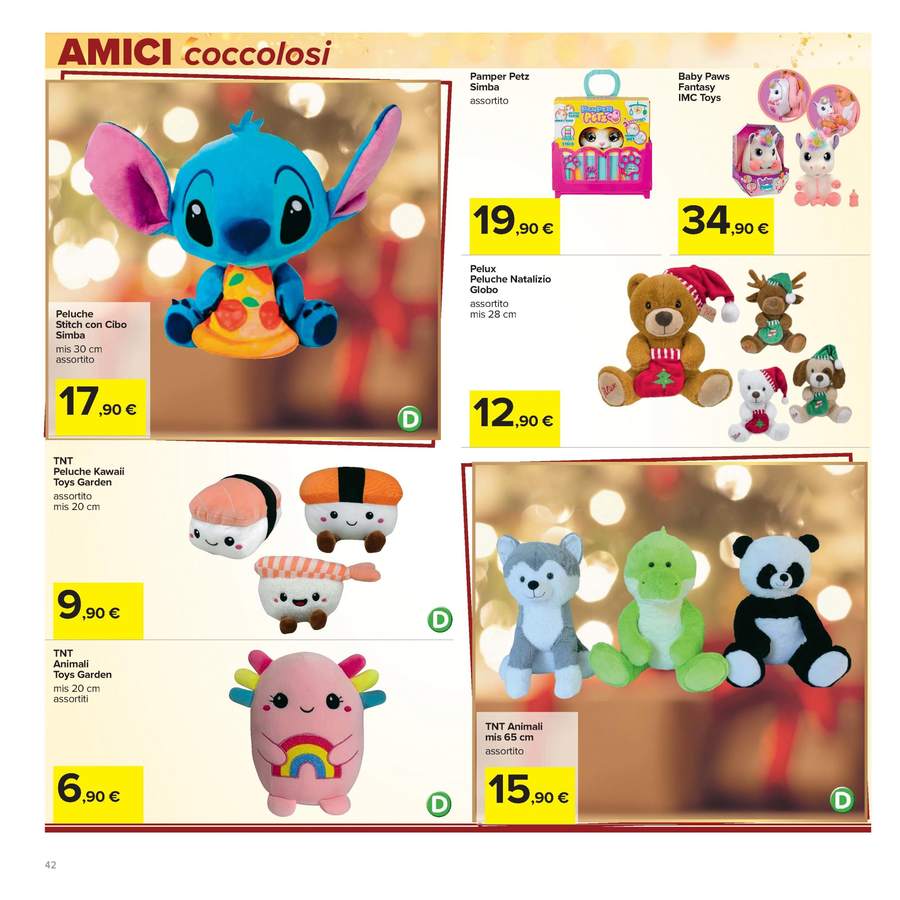 AMICI coccolosi
Peluche
Stitch con Cibo
Simba
mis 30 cm
assortito
17,90 €
D
Pamper Petz
Simba
assortito
19,90 €
Baby Paws
Fantasy
IMC Toys
34,90 €
Pelux
Peluche Natalizio
Globo
assortito
mis 28 cm
12,90 €
TNT
Peluche Kawaii
Toys Garden
assortito
mis 20 cm
9,90 €
D
TNT
Animali
Toys Garden
mis 20 cm
assortiti
6,90 €
D
TNT Animali
mis 65 cm
assortito
15,90 €
D
42